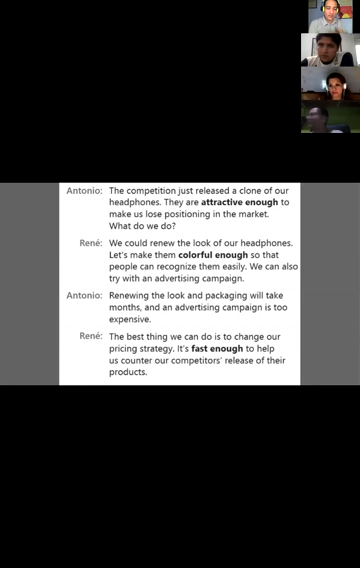 Antonio: The competition just released a clone of our
headphones. They are attractive enough to
make us lose positioning in the market.
What do we do?
René: We could renew the look of our headphones.
Let's make them colorful enough so that
people can recognize them easily. We can also
try with an advertising campaign.
Antonio: Renewing the look and packaging will take
months, and an advertising campaign is too
expensive.
René: The best thing we can do is to change our
pricing strategy. It's fast enough to help
us counter our competitors' release of their
products.